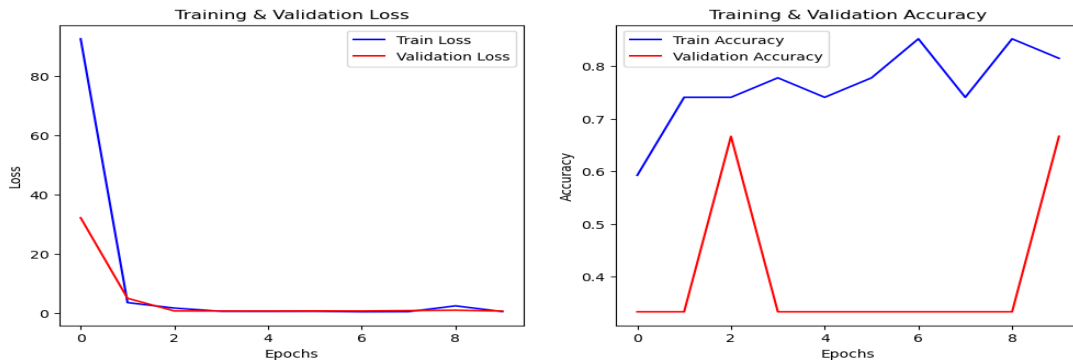 Training & Validation Loss
Train Loss
Validation Loss
80
60
40
20
0
Loss
0 2 4 6 8
Epochs
Training & Validation Accuracy
Train Accuracy
Validation Accuracy
0.8
0.7
0.6
0.5
0.4
Accuracy
0 2 4 6 8
Epochs